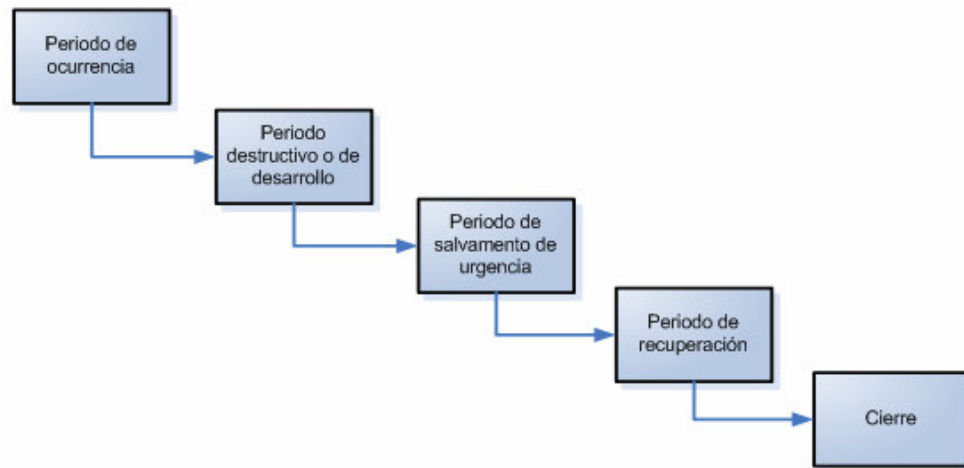 Periodo de
ocurrencia
Periodo
destructivo o de
desarrollo
Periodo de
salvamento de
urgencia
Periodo de
recuperación
Cierre